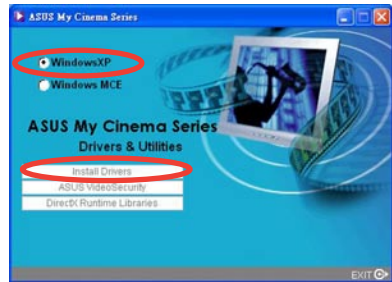 ASUS My Cinema Series
WindowsXP
Windows MCE
ASUS My Cinema Series
Drivers & Utilities
Install Drivers
ASUS VideoSecurity
DirectX Runtime Libraries
EXIT